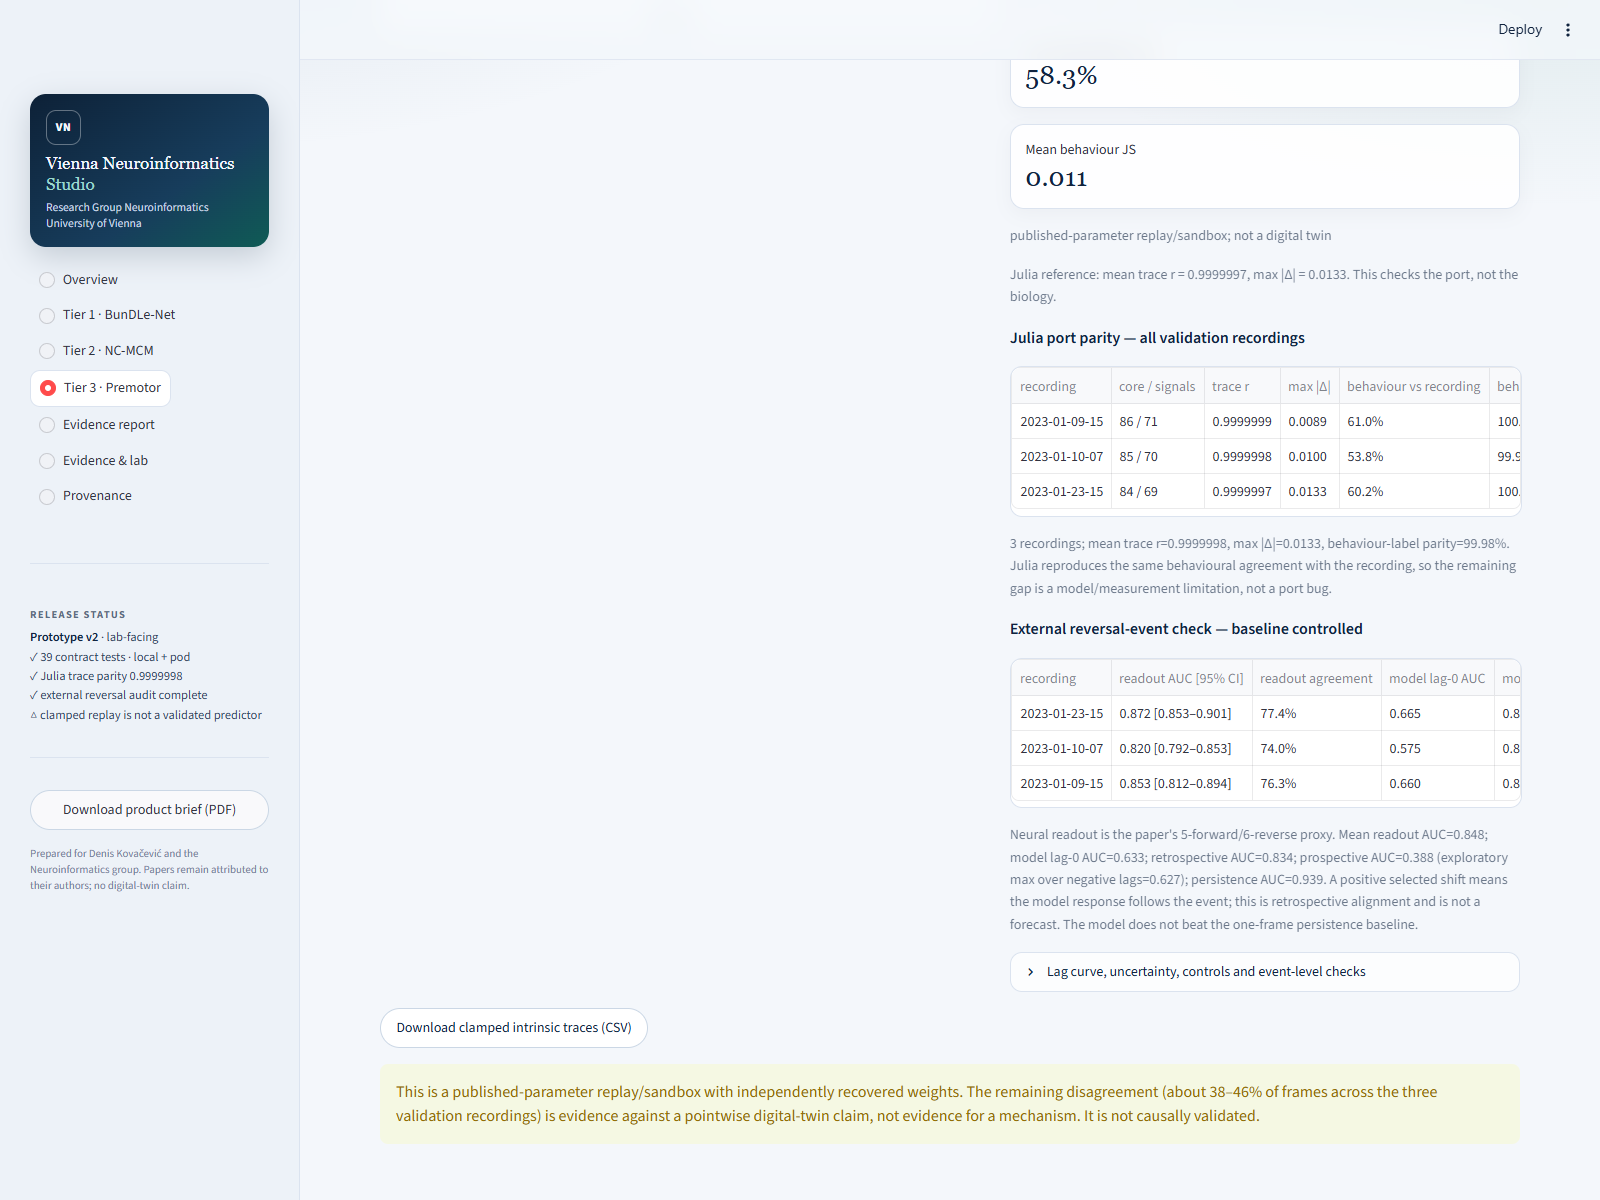 Deploy
VN
Vienna Neuroinformatics
Studio
Research Group Neuroinformatics
University of Vienna
Overview
Tier 1 · BunDLe-Net
Tier 2 · NC-MCM
Tier 3 · Premotor
Evidence report
Evidence & lab
Provenance
RELEASE STATUS
Prototype v2 · lab-facing
✓ 39 contract tests · local + pod
✓ Julia trace parity 0.9999998
✓ external reversal audit complete
△ clamped replay is not a validated predictor
Download product brief (PDF)
Prepared for Denis Kovačević and the
Neuroinformatics group. Papers remain attributed to
their authors; no digital-twin claim.
58.3%
Mean behaviour JS
0.011
published-parameter replay/sandbox; not a digital twin
Julia reference: mean trace r = 0.9999997, max |Δ| = 0.0133. This checks the port, not the
biology.
Julia port parity — all validation recordings
recording core / signals trace r max |Δ| behaviour vs recording beh
2023-01-09-15 86 / 71 0.9999999 0.0089 61.0% 100.
2023-01-10-07 85 / 70 0.9999998 0.0100 53.8% 99.9
2023-01-23-15 84 / 69 0.9999997 0.0133 60.2% 100.
3 recordings; mean trace r=0.9999998, max |Δ|=0.0133, behaviour-label parity=99.98%.
Julia reproduces the same behavioural agreement with the recording, so the remaining
gap is a model/measurement limitation, not a port bug.
External reversal-event check — baseline controlled
recording readout AUC [95% CI] readout agreement model lag-0 AUC mo
2023-01-23-15 0.872 [0.853–0.901] 77.4% 0.665 0.8
2023-01-10-07 0.820 [0.792–0.853] 74.0% 0.575 0.8
2023-01-09-15 0.853 [0.812–0.894] 76.3% 0.660 0.8
Neural readout is the paper's 5-forward/6-reverse proxy. Mean readout AUC=0.848;
model lag-0 AUC=0.633; retrospective AUC=0.834; prospective AUC=0.388 (exploratory
max over negative lags=0.627); persistence AUC=0.939. A positive selected shift means
the model response follows the event; this is retrospective alignment and is not a
forecast. The model does not beat the one-frame persistence baseline.
Lag curve, uncertainty, controls and event-level checks
Download clamped intrinsic traces (CSV)
This is a published-parameter replay/sandbox with independently recovered weights. The remaining disagreement (about 38–46% of frames across the three
validation recordings) is evidence against a pointwise digital-twin claim, not evidence for a mechanism. It is not causally validated.